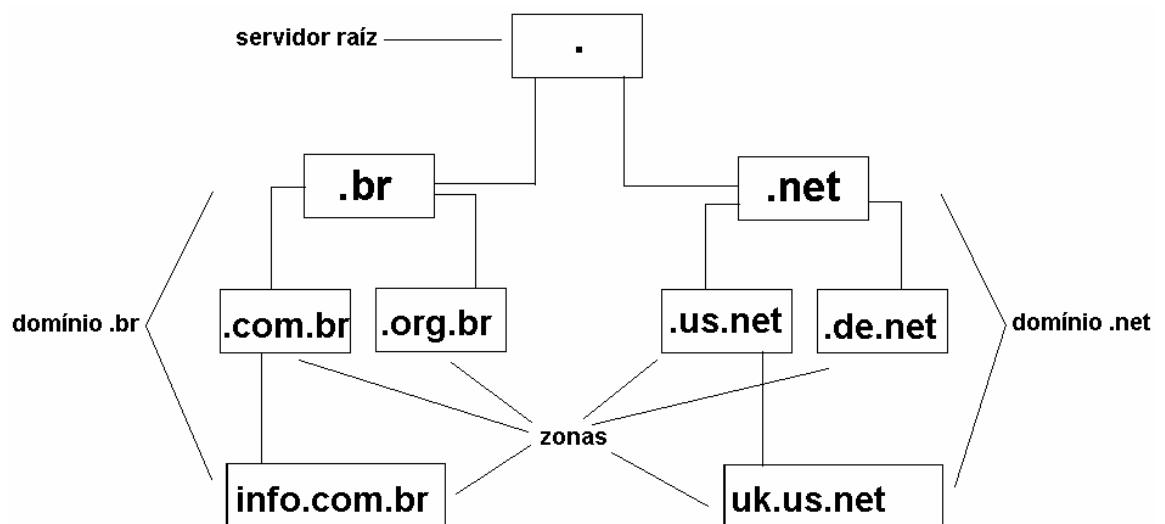 servidor raíz
.
.br
.net
.com.br
.org.br
.us.net
.de.net
domínio .br
domínio .net
zonas
info.com.br
uk.us.net